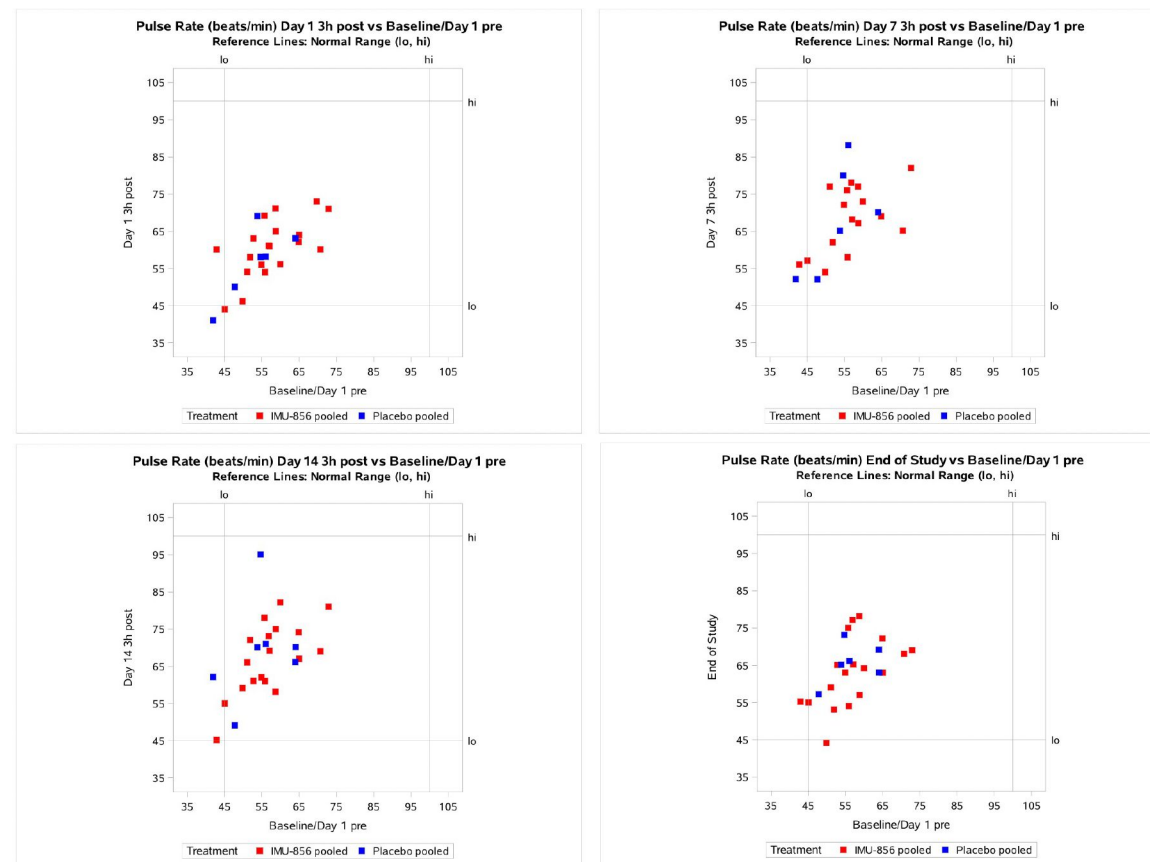 Pulse Rate (beats/min) Day 1 3h post vs Baseline/Day 1 pre
Reference Lines: Normal Range (lo, hi)
lo hi
105
hi
95
85
75
65
55
45
lo
35
Day 1 3h post
35 45 55 65 75 85 95 105
Baseline/Day 1 pre
Treatment IMU-856 pooled Placebo pooled
Pulse Rate (beats/min) Day 7 3h post vs Baseline/Day 1 pre
Reference Lines: Normal Range (lo, hi)
lo hi
105
hi
95
85
75
65
55
45
lo
35
Day 7 3h post
35 45 55 65 75 85 95 105
Baseline/Day 1 pre
Treatment IMU-856 pooled Placebo pooled
Pulse Rate (beats/min) Day 14 3h post vs Baseline/Day 1 pre
Reference Lines: Normal Range (lo, hi)
lo hi
105
hi
95
85
75
65
55
45
lo
35
Day 14 3h post
35 45 55 65 75 85 95 105
Baseline/Day 1 pre
Treatment IMU-856 pooled Placebo pooled
Pulse Rate (beats/min) End of Study vs Baseline/Day 1 pre
Reference Lines: Normal Range (lo, hi)
lo hi
105
hi
95
85
75
65
55
45
lo
35
End of Study
35 45 55 65 75 85 95 105
Baseline/Day 1 pre
Treatment IMU-856 pooled Placebo pooled